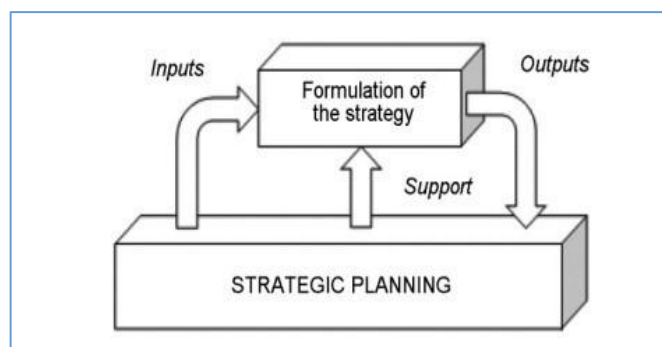 Inputs
Formulation of
the strategy
Outputs
Support
STRATEGIC PLANNING